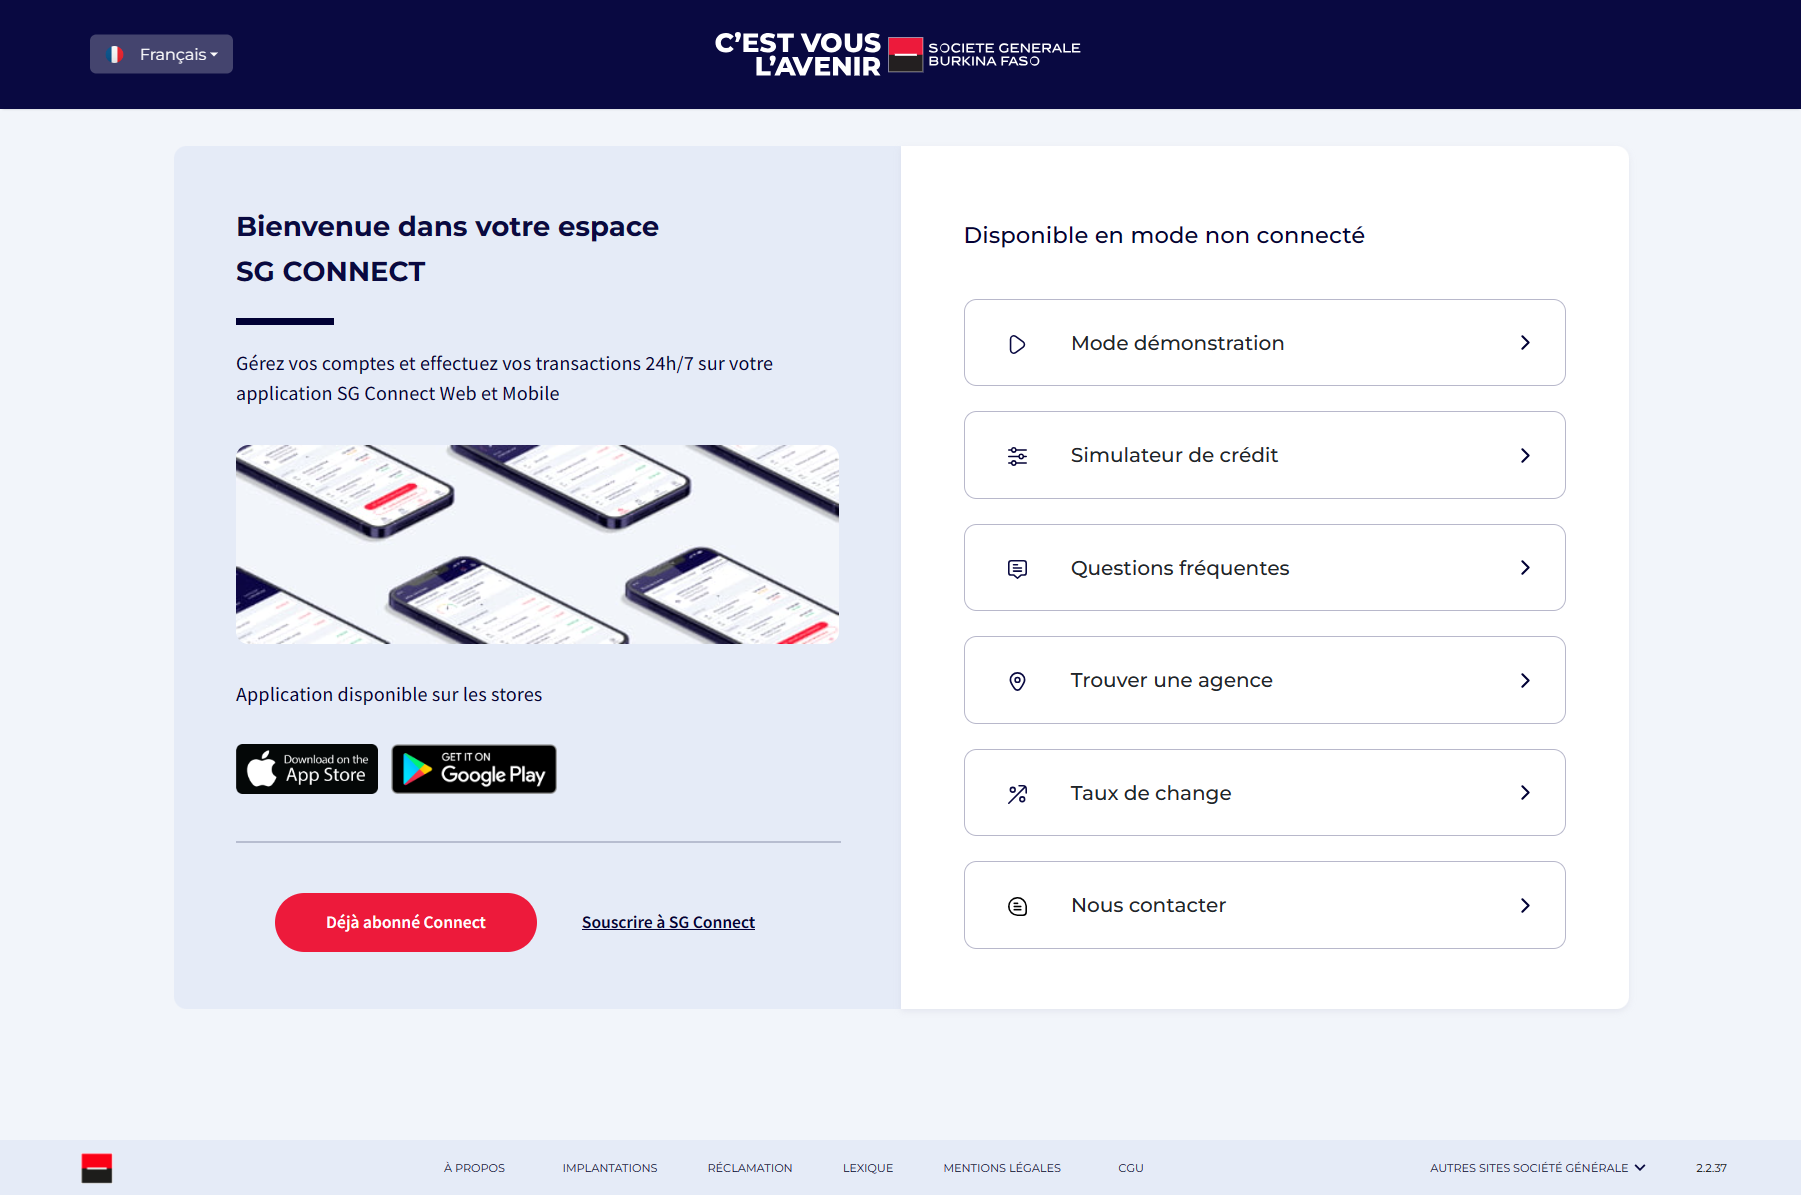 Français
C'EST VOUS
L'AVENIR
SOCIETE GENERALE
BURKINA FASO
Bienvenue dans votre espace
SG CONNECT
Gérez vos comptes et effectuez vos transactions 24h/7 sur votre
application SG Connect Web et Mobile
Application disponible sur les stores
Download on the
App Store
GET IT ON
Google Play
Déjà abonné Connect
Souscrire à SG Connect
Disponible en mode non connecté
Mode démonstration
Simulateur de crédit
Questions fréquentes
Trouver une agence
Taux de change
Nous contacter
À PROPOS
IMPLANTATIONS
RÉCLAMATION
LEXIQUE
MENTIONS LÉGALES
CGU
AUTRES SITES SOCIÉTÉ GÉNÉRALE
2.2.37